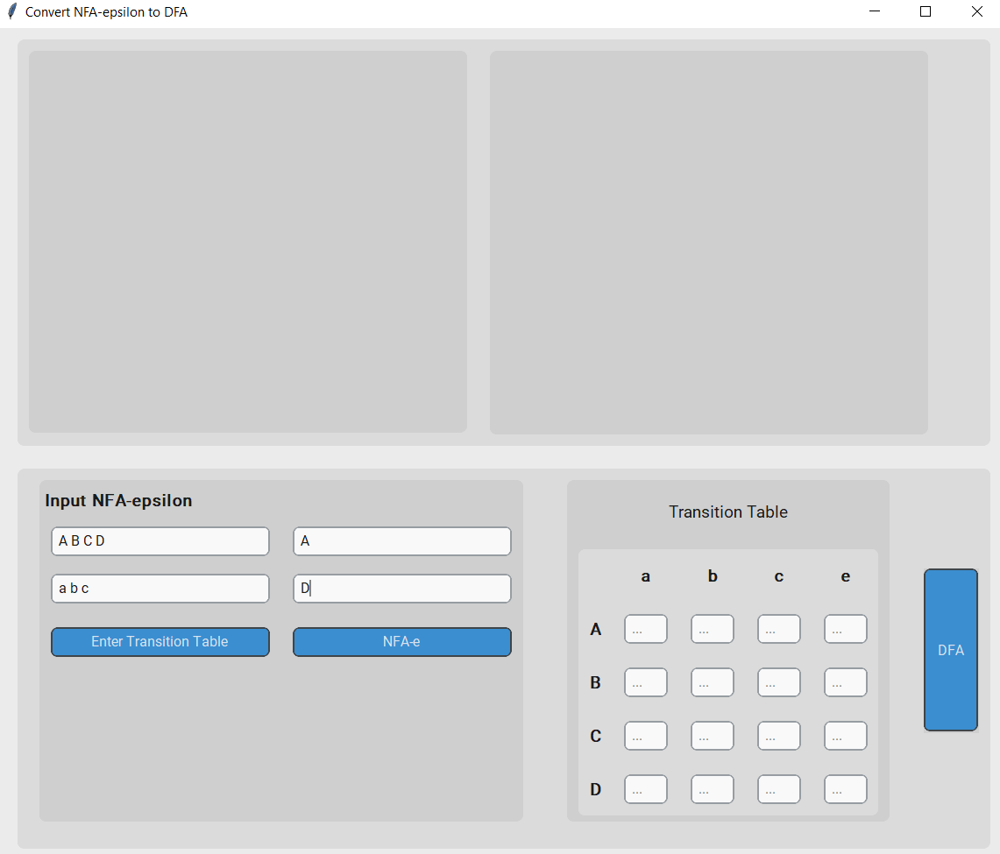 Convert NFA-epsilon to DFA
Input NFA-epsilon
A B C D
A
a b c
D
Enter Transition Table
NFA-e
Transition Table
a b c e
A ... ... ... ...
B ... ... ... ...
C ... ... ... ...
D ... ... ... ...
DFA